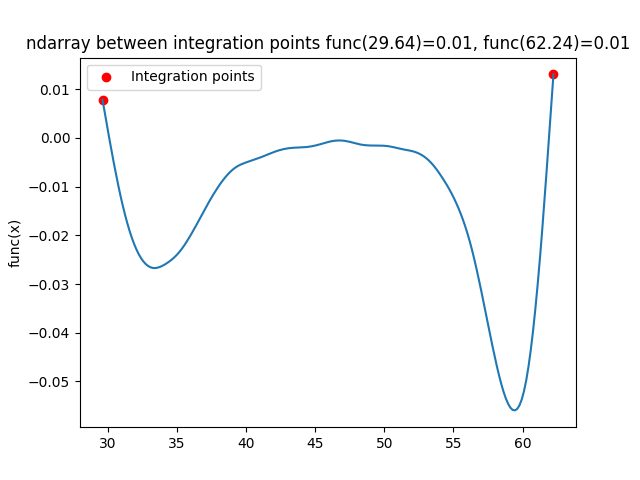 ndarray between integration points func(29.64)=0.01, func(62.24)=0.01
Integration points
0.01
0.00
−0.01
−0.02
−0.03
−0.04
−0.05
func(x)
30 35 40 45 50 55 60